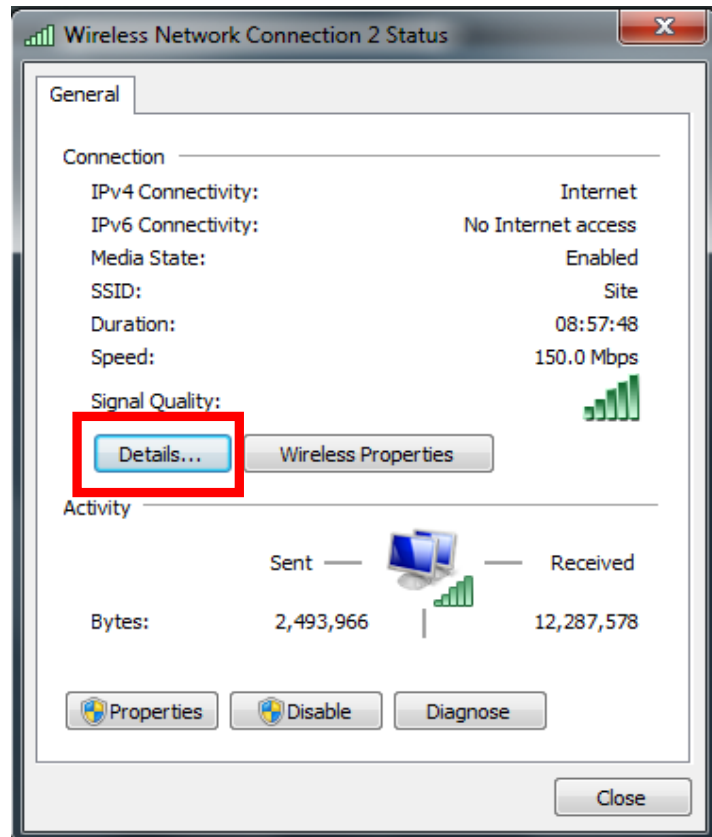 Wireless Network Connection 2 Status
General
Connection
IPv4 Connectivity: Internet
IPv6 Connectivity: No Internet access
Media State: Enabled
SSID: Site
Duration: 08:57:48
Speed: 150.0 Mbps
Signal Quality:
Details... Wireless Properties
Activity
Sent Received
Bytes: 2,493,966 12,287,578
Properties Disable Diagnose
Close